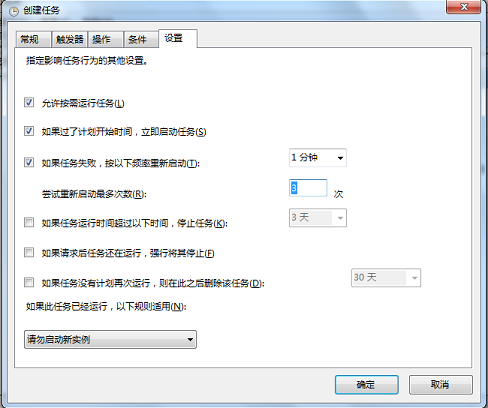 创建任务
常规 触发器 操作 条件 设置
指定影响任务行为的其他设置。
允许按需运行任务(L)
如果过了计划开始时间，立即启动任务(S)
如果任务失败，按以下频率重新启动(T): 1 分钟
尝试重新启动最多次数(R): 3 次
如果任务运行时间超过以下时间，停止任务(K): 3 天
如果请求后任务还在运行，强行将其停止(F)
如果任务没有计划再次运行，则在此之后删除该任务(D): 30 天
如果此任务已经运行，以下规则适用(N):
请勿启动新实例
确定 取消